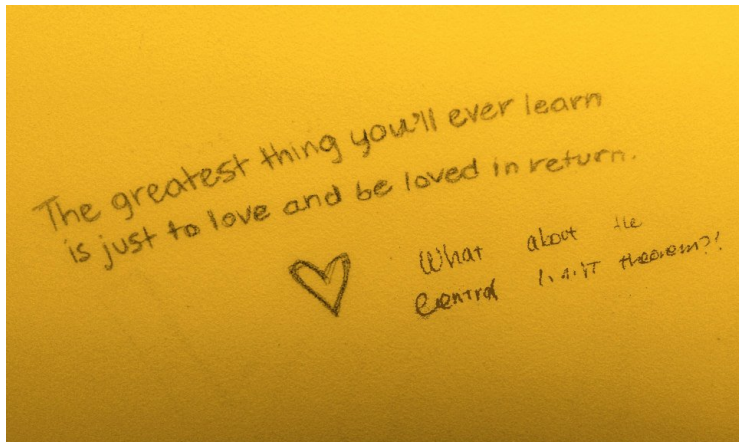 The greatest thing you'll ever learn
is just to love and be loved in return.
What about the
Central limit theorem?!